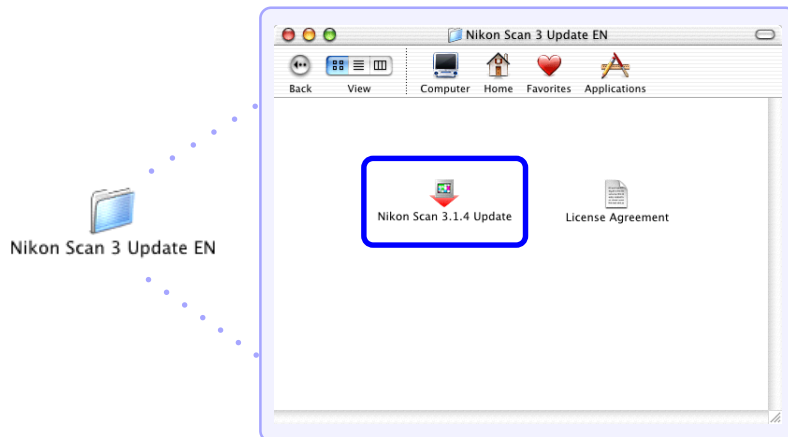 Nikon Scan 3 Update EN
Back View Computer Home Favorites Applications
Nikon Scan 3.1.4 Update
License Agreement
Nikon Scan 3 Update EN